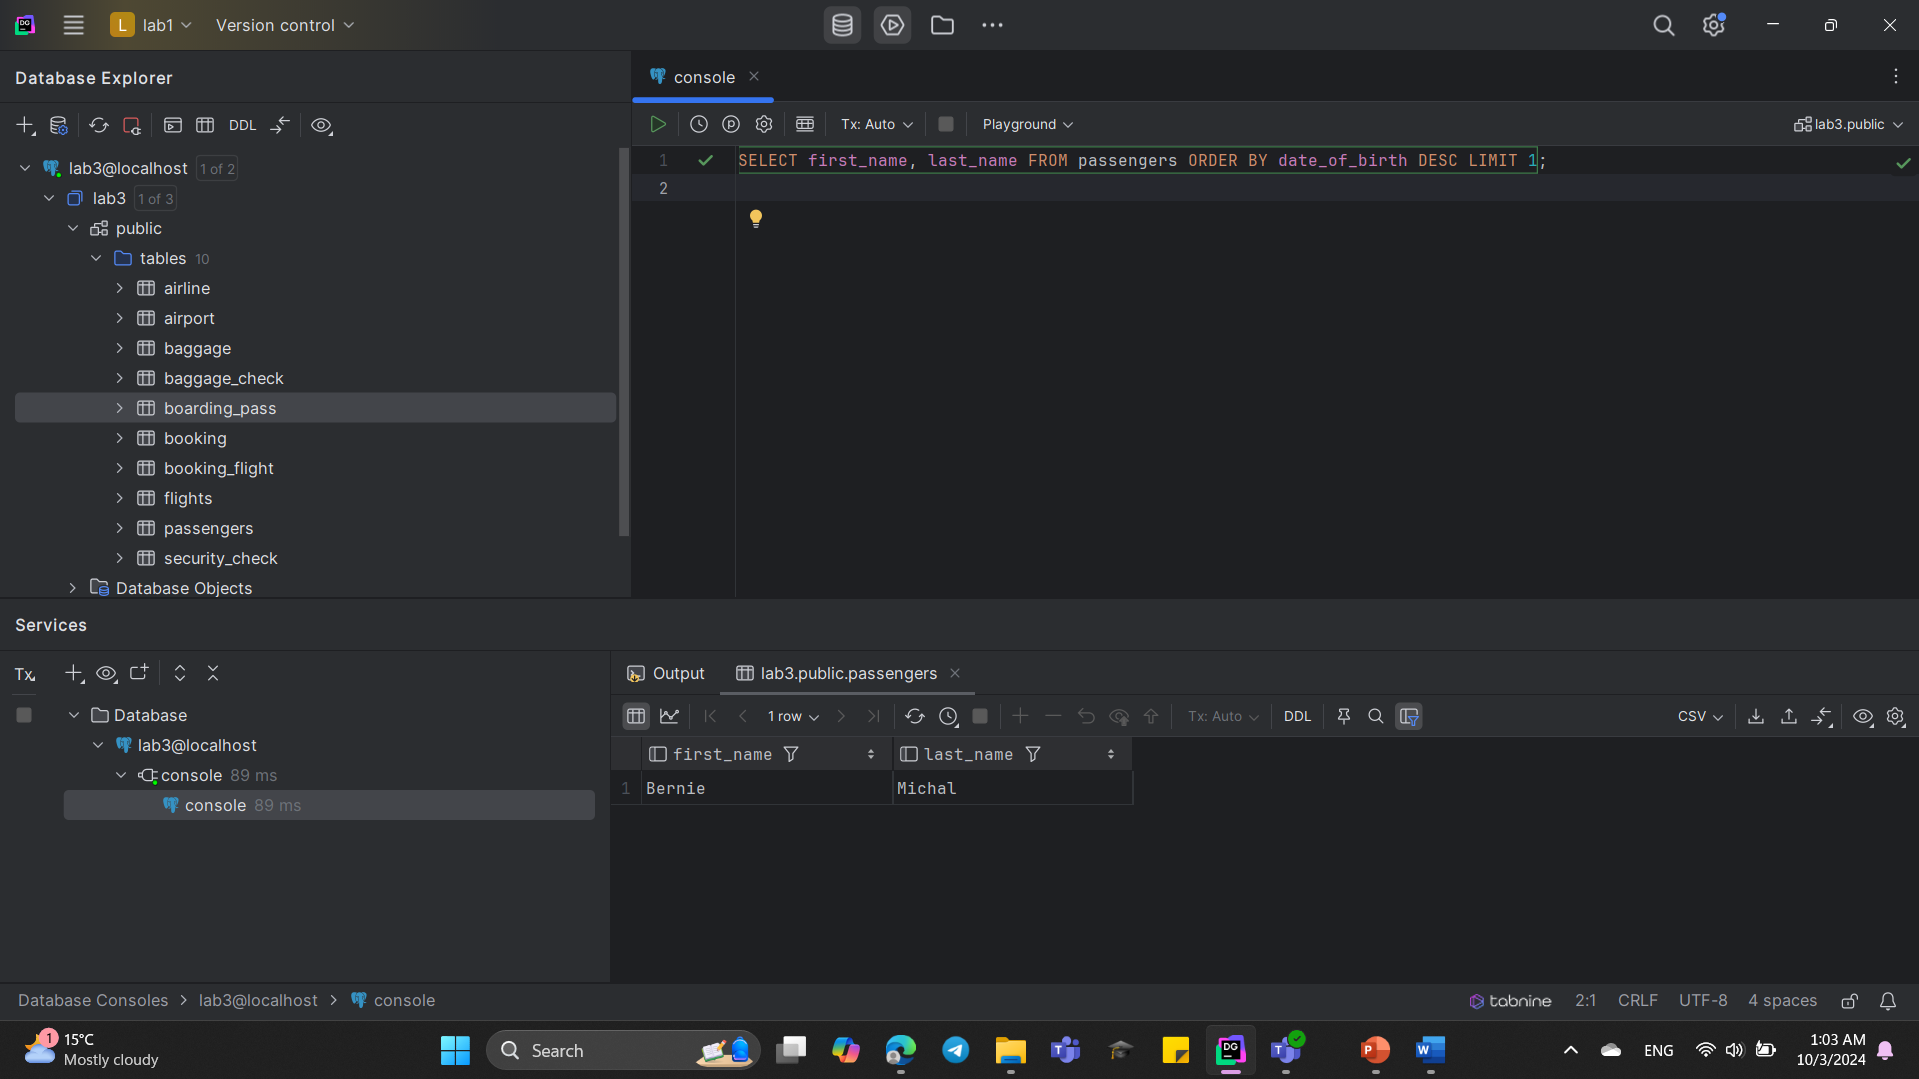 L lab1 Version control
Database Explorer
console
DDL
Tx: Auto Playground lab3.public
lab3@localhost 1 of 2
lab3 1 of 3
public
tables 10
airline
airport
baggage
baggage_check
boarding_pass
booking
booking_flight
flights
passengers
security_check
Database Objects
1 SELECT first_name, last_name FROM passengers ORDER BY date_of_birth DESC LIMIT 1;
2
Services
Tx
Database
lab3@localhost
console 89 ms
console 89 ms
Output lab3.public.passengers
1 row Tx: Auto DDL CSV
first_name last_name
1 Bernie Michal
Database Consoles > lab3@localhost > console
tabnine 2:1 CRLF UTF-8 4 spaces
1 15°C
Mostly cloudy
Search
ENG
1:03 AM
10/3/2024